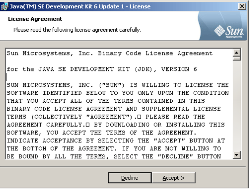 Java(TM) SE Development Kit 6 Update 1 - License
License Agreement
Please read the following license agreement carefully.
Sun
Sun Microsystems, Inc. Binary Code License Agreement
for the JAVA SE DEVELOPMENT KIT (JDK), VERSION 6
SUN MICROSYSTEMS, INC. ("SUN") IS WILLING TO LICENSE THE
SOFTWARE IDENTIFIED BELOW TO YOU ONLY UPON THE CONDITION
THAT YOU ACCEPT ALL OF THE TERMS CONTAINED IN THIS
BINARY CODE LICENSE AGREEMENT AND SUPPLEMENTAL LICENSE
TERMS (COLLECTIVELY "AGREEMENT"). PLEASE READ THE
AGREEMENT CAREFULLY. BY DOWNLOADING OR INSTALLING THIS
SOFTWARE, YOU ACCEPT THE TERMS OF THE AGREEMENT.
INDICATE ACCEPTANCE BY SELECTING THE "ACCEPT" BUTTON AT
THE BOTTOM OF THE AGREEMENT. IF YOU ARE NOT WILLING TO
BE BOUND BY ALL THE TERMS, SELECT THE "DECLINE" BUTTON
Decline
Accept >